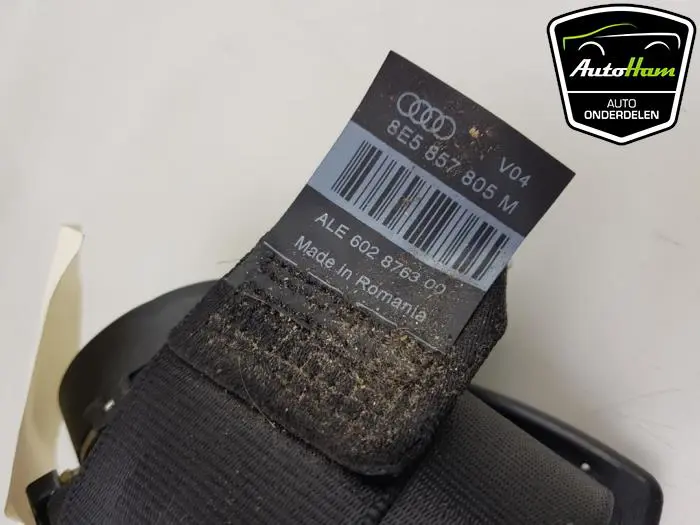 8E5 857 805 M
V04
ALE 602 8763 00
Made in Romania
AutoHam
AUTO
ONDERDELEN